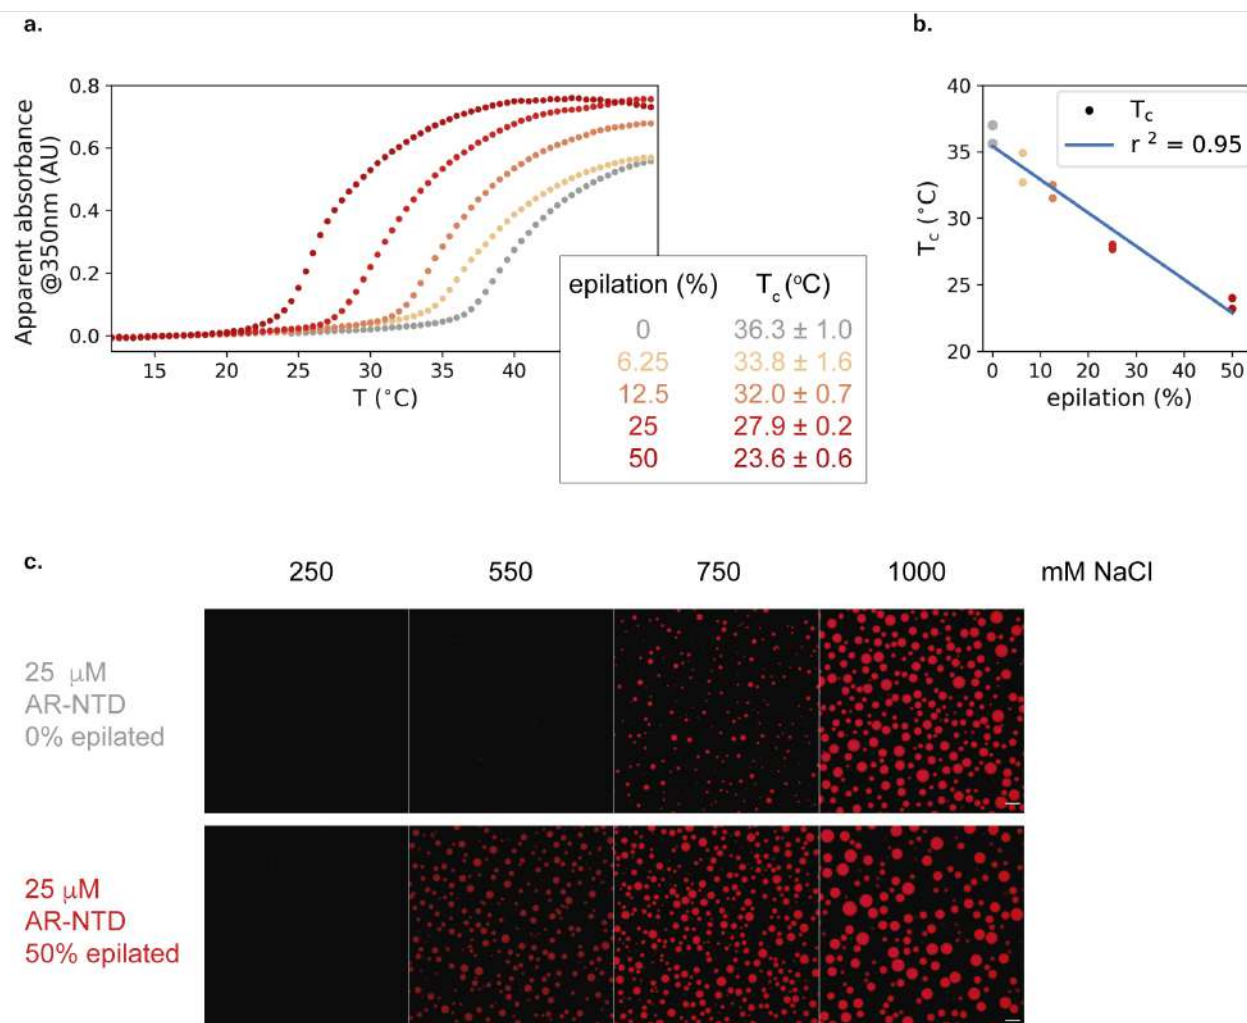 a.
0.8
0.6
0.4
0.2
0.0
Apparent absorbance
@350nm (AU)
15 20 25 30 35 40
T (°C)
epilation (%) Tc (°C)
0 36.3 ± 1.0
6.25 33.8 ± 1.6
12.5 32.0 ± 0.7
25 27.9 ± 0.2
50 23.6 ± 0.6
b.
40
35
30
25
20
Tc (°C)
Tc
r² = 0.95
0 10 20 30 40 50
epilation (%)
c.
250 550 750 1000 mM NaCl
25 μM
AR-NTD
0% epilated
25 μM
AR-NTD
50% epilated